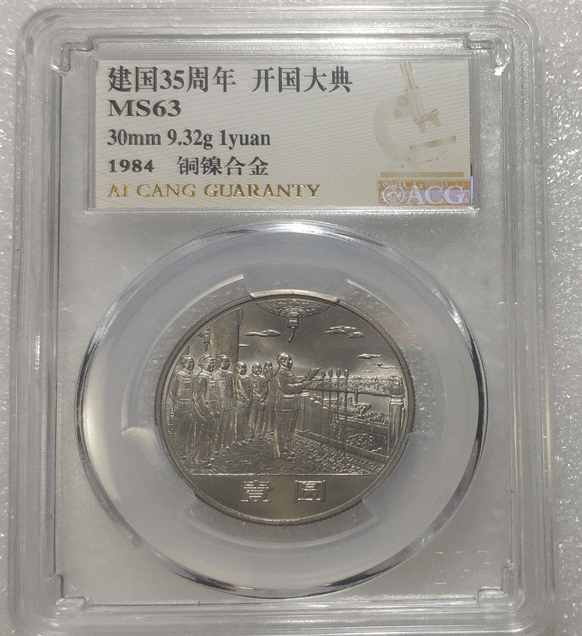 建国35周年 开国大典
MS63
30mm 9.32g 1yuan
1984 铜镍合金
AI CANG GUARANTY
ACG
壹圆
ACG